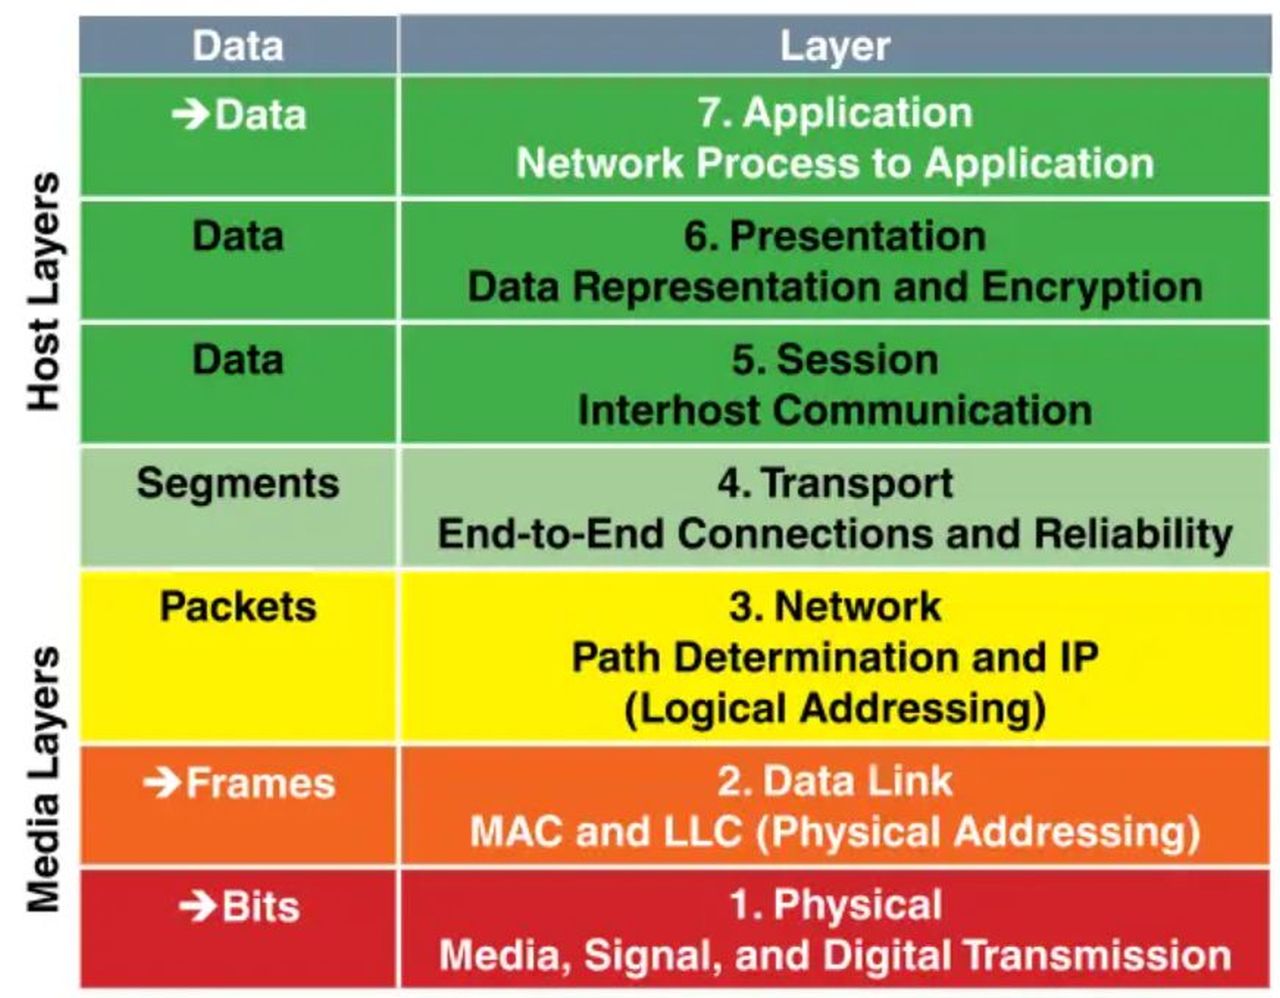 Data
Layer
➔Data
7. Application
Network Process to Application
Data
6. Presentation
Data Representation and Encryption
Data
5. Session
Interhost Communication
Segments
4. Transport
End-to-End Connections and Reliability
Packets
3. Network
Path Determination and IP
(Logical Addressing)
➔Frames
2. Data Link
MAC and LLC (Physical Addressing)
➔Bits
1. Physical
Media, Signal, and Digital Transmission
Host Layers
Media Layers